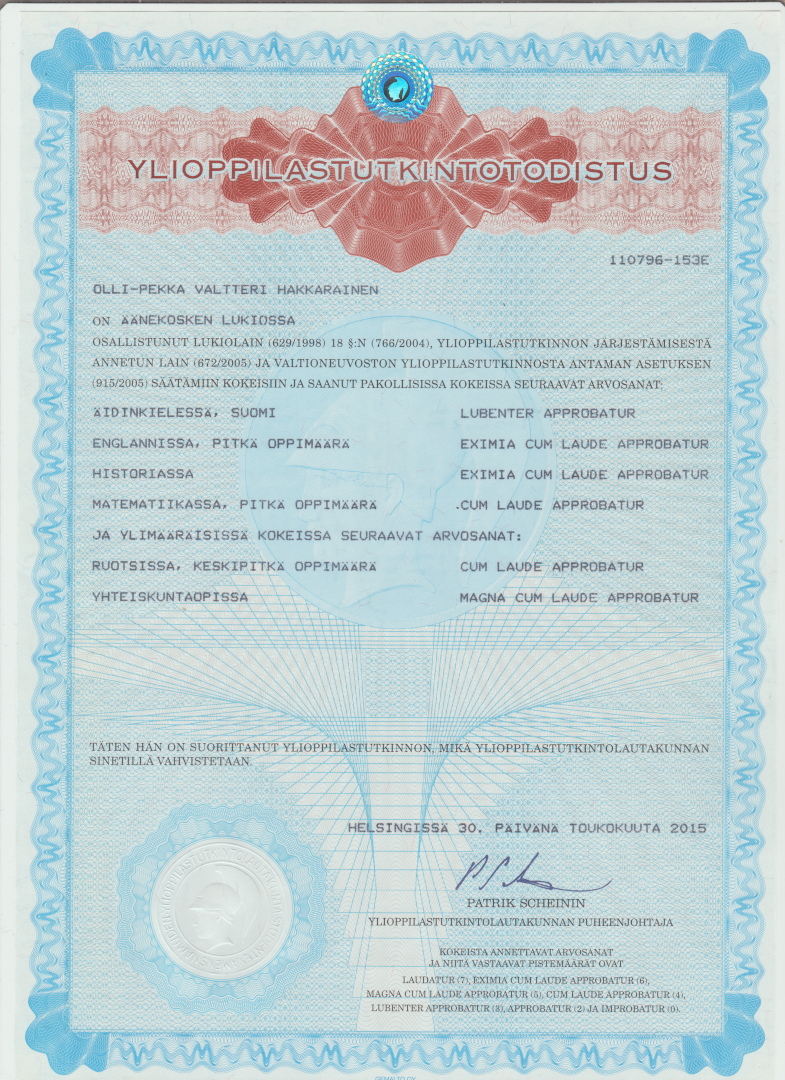 YLIOPPILASTUTKINTOTODISTUS
110796-153E
OLLI-PEKKA VALTTERI HAKKARAINEN
ON ÄÄNEKOSKEN LUKIOSSA
OSALLISTUNUT LUKIOLAIN (629/1998) 18 §:N (766/2004), YLIOPPILASTUTKINNON JÄRJESTÄMISESTÄ
ANNETUN LAIN (672/2005) JA VALTIONEUVOSTON YLIOPPILASTUTKINNOSTA ANTAMAN ASETUKSEN
(915/2005) SÄÄTÄMIIN KOKEISIIN JA SAANUT PAKOLLISISSA KOKEISSA SEURAAVAT ARVOSANAT:
ÄIDINKIELESSÄ, SUOMI LUBENTER APPROBATUR
ENGLANNISSA, PITKÄ OPPIMÄÄRÄ EXIMIA CUM LAUDE APPROBATUR
HISTORIASSA EXIMIA CUM LAUDE APPROBATUR
MATEMATIIKASSA, PITKÄ OPPIMÄÄRÄ .CUM LAUDE APPROBATUR
JA YLIMÄÄRÄISISSÄ KOKEISSA SEURAAVAT ARVOSANAT:
RUOTSISSA, KESKIPITKÄ OPPIMÄÄRÄ CUM LAUDE APPROBATUR
YHTEISKUNTAOPISSA MAGNA CUM LAUDE APPROBATUR
TÄTEN HÄN ON SUORITTANUT YLIOPPILASTUTKINNON, MIKÄ YLIOPPILASTUTKINTOLAUTAKUNNAN
SINETILLÄ VAHVISTETAAN.
HELSINGISSÄ 30. PÄIVÄNÄ TOUKOKUUTA 2015
PATRIK SCHEININ
YLIOPPILASTUTKINTOLAUTAKUNNAN PUHEENJOHTAJA
KOKEISTA ANNETTAVAT ARVOSANAT
JA NIITÄ VASTAAVAT PISTEMÄÄRÄT OVAT
LAUDATUR (7), EXIMIA CUM LAUDE APPROBATUR (6),
MAGNA CUM LAUDE APPROBATUR (5), CUM LAUDE APPROBATUR (4),
LUBENTER APPROBATUR (3), APPROBATUR (2) JA IMPROBATUR (0).
GEMALTO OY